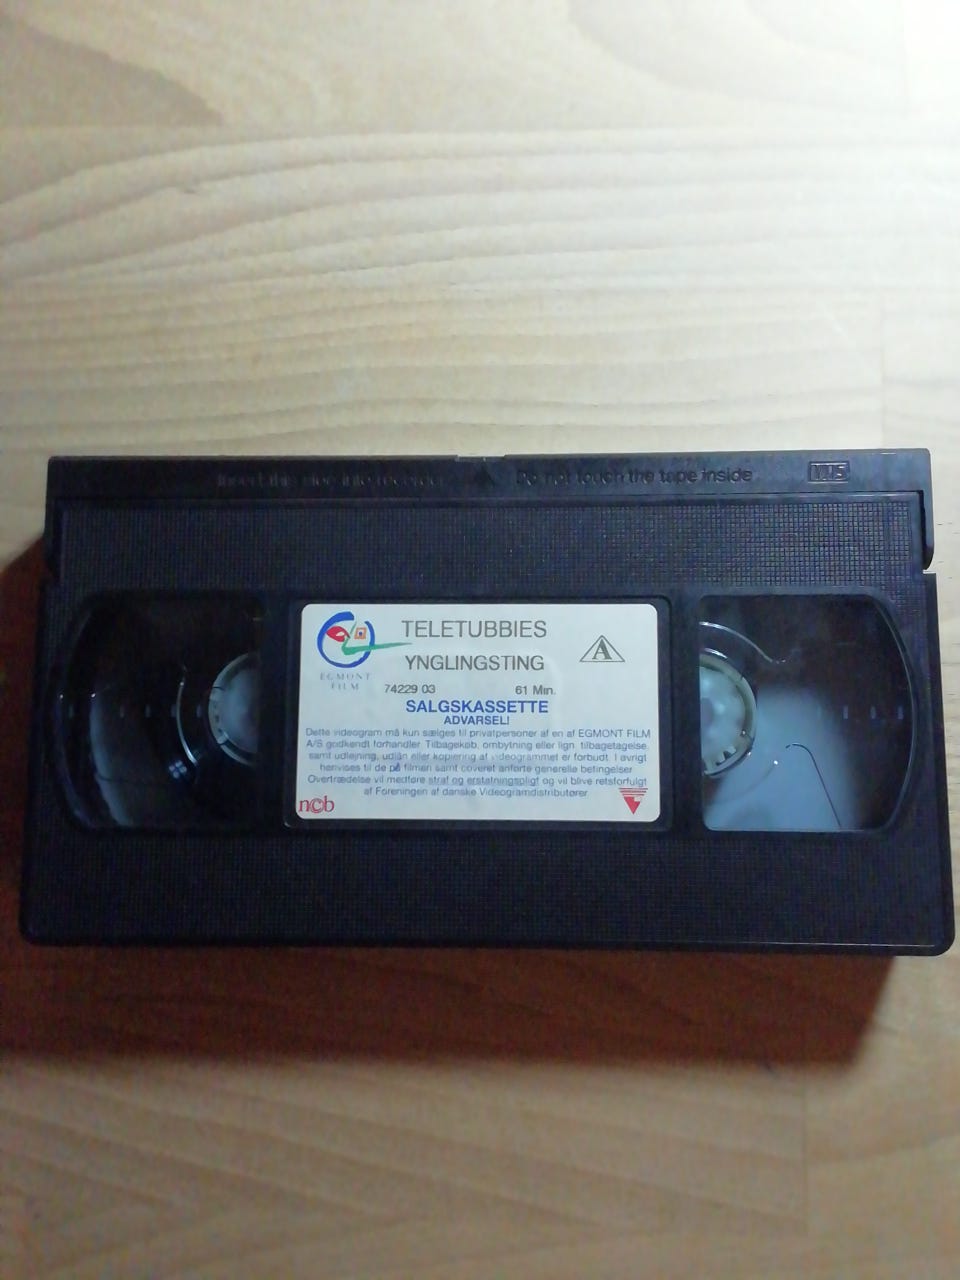 Insert this side into recorder Do not touch the tape inside VHS
TELETUBBIES
YNGLINGSTING
A
EGMONT
FILM
74229 03 61 Min.
SALGSKASSETTE
ADVARSEL!
Dette videogram må kun sælges til privatpersoner af en af EGMONT FILM
A/S godkendt forhandler. Tilbagekøb, ombytning eller lign. tilbagetagelse,
samt udlejning, udlån eller kopiering af videogrammet er forbudt. I øvrigt
henvises til de på filmen samt coveret anførte generelle betingelser.
Overtrædelse vil medføre straf og erstatningspligt og vil blive retsforfulgt
af Foreningen af danske Videogramdistributører.
ncb